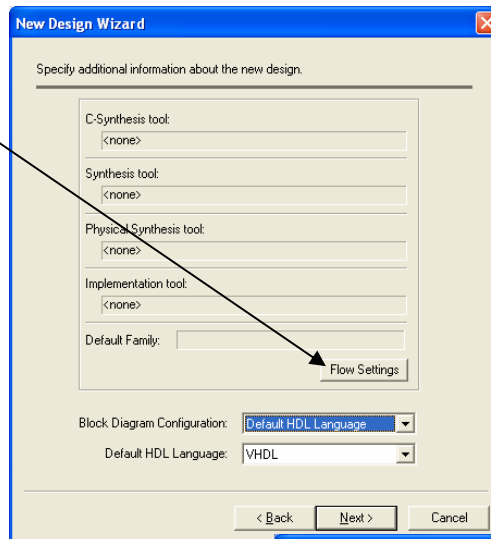 New Design Wizard
Specify additional information about the new design.
C-Synthesis tool:
<none>
Synthesis tool:
<none>
Physical Synthesis tool:
<none>
Implementation tool:
<none>
Default Family:
Flow Settings
Block Diagram Configuration: Default HDL Language
Default HDL Language: VHDL
< Back Next > Cancel